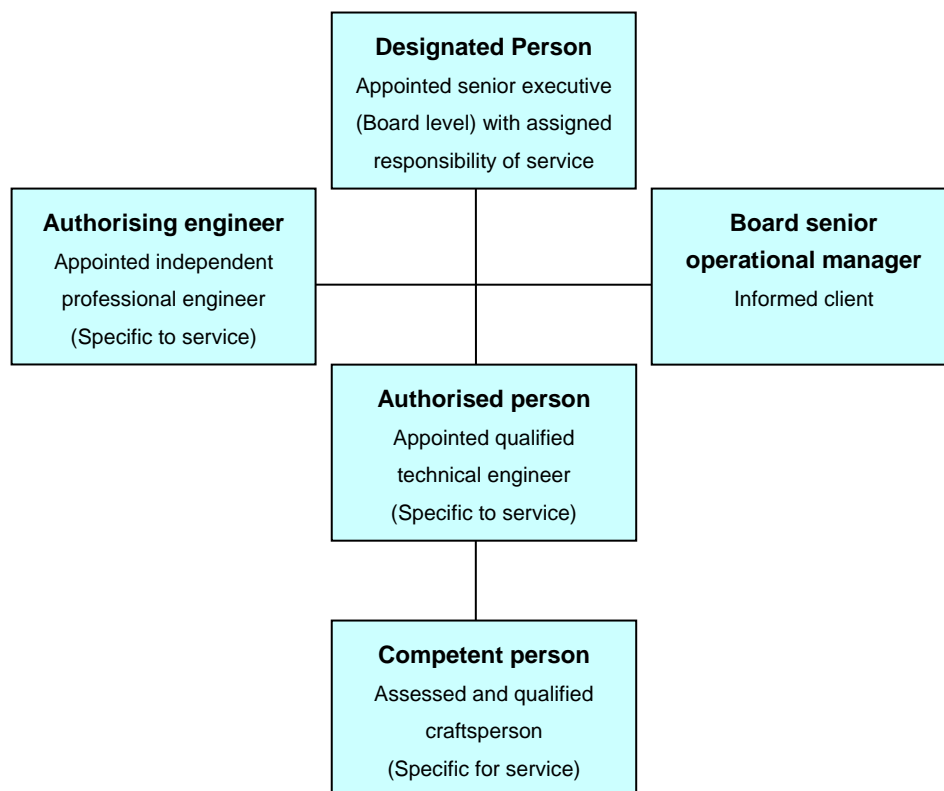 Designated Person
Appointed senior executive
(Board level) with assigned
responsibility of service
Authorising engineer
Appointed independent
professional engineer
(Specific to service)
Board senior
operational manager
Informed client
Authorised person
Appointed qualified
technical engineer
(Specific to service)
Competent person
Assessed and qualified
craftsperson
(Specific for service)